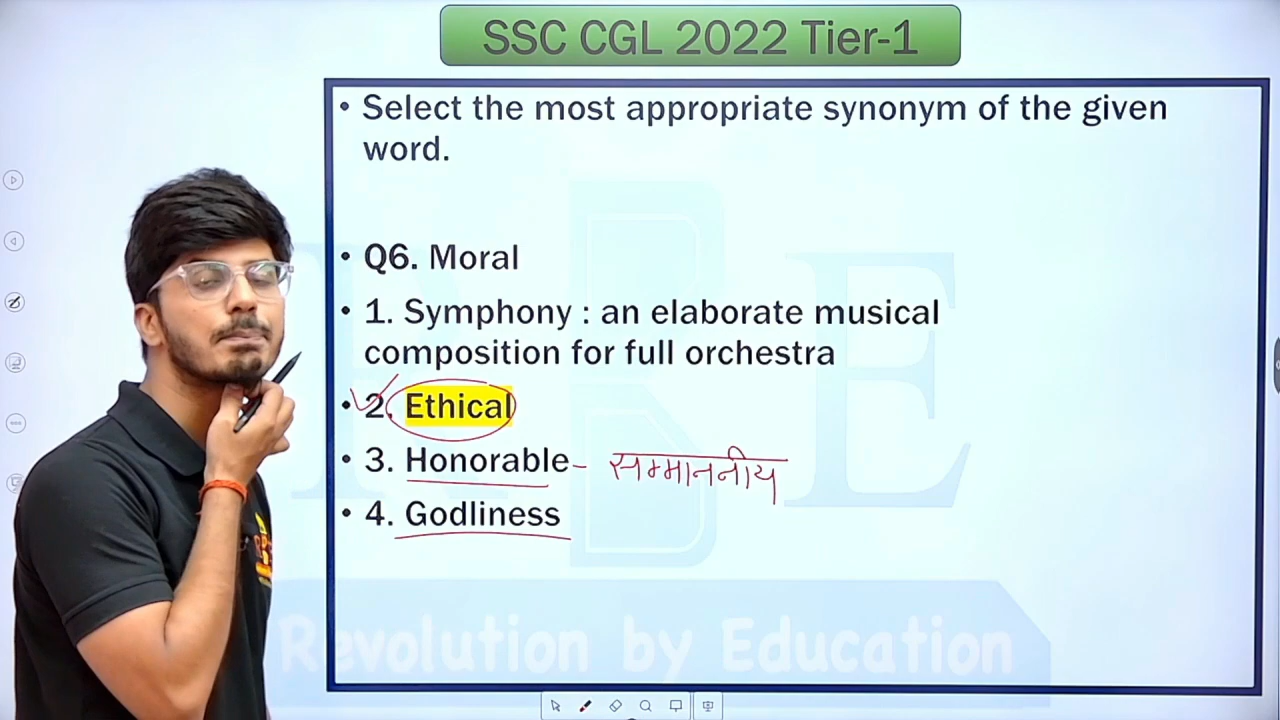 SSC CGL 2022 Tier-1
• Select the most appropriate synonym of the given
word.
• Q6. Moral
• 1. Symphony : an elaborate musical
composition for full orchestra
• 2. Ethical
• 3. Honorable - सम्माननीय
• 4. Godliness
Revolution by Education